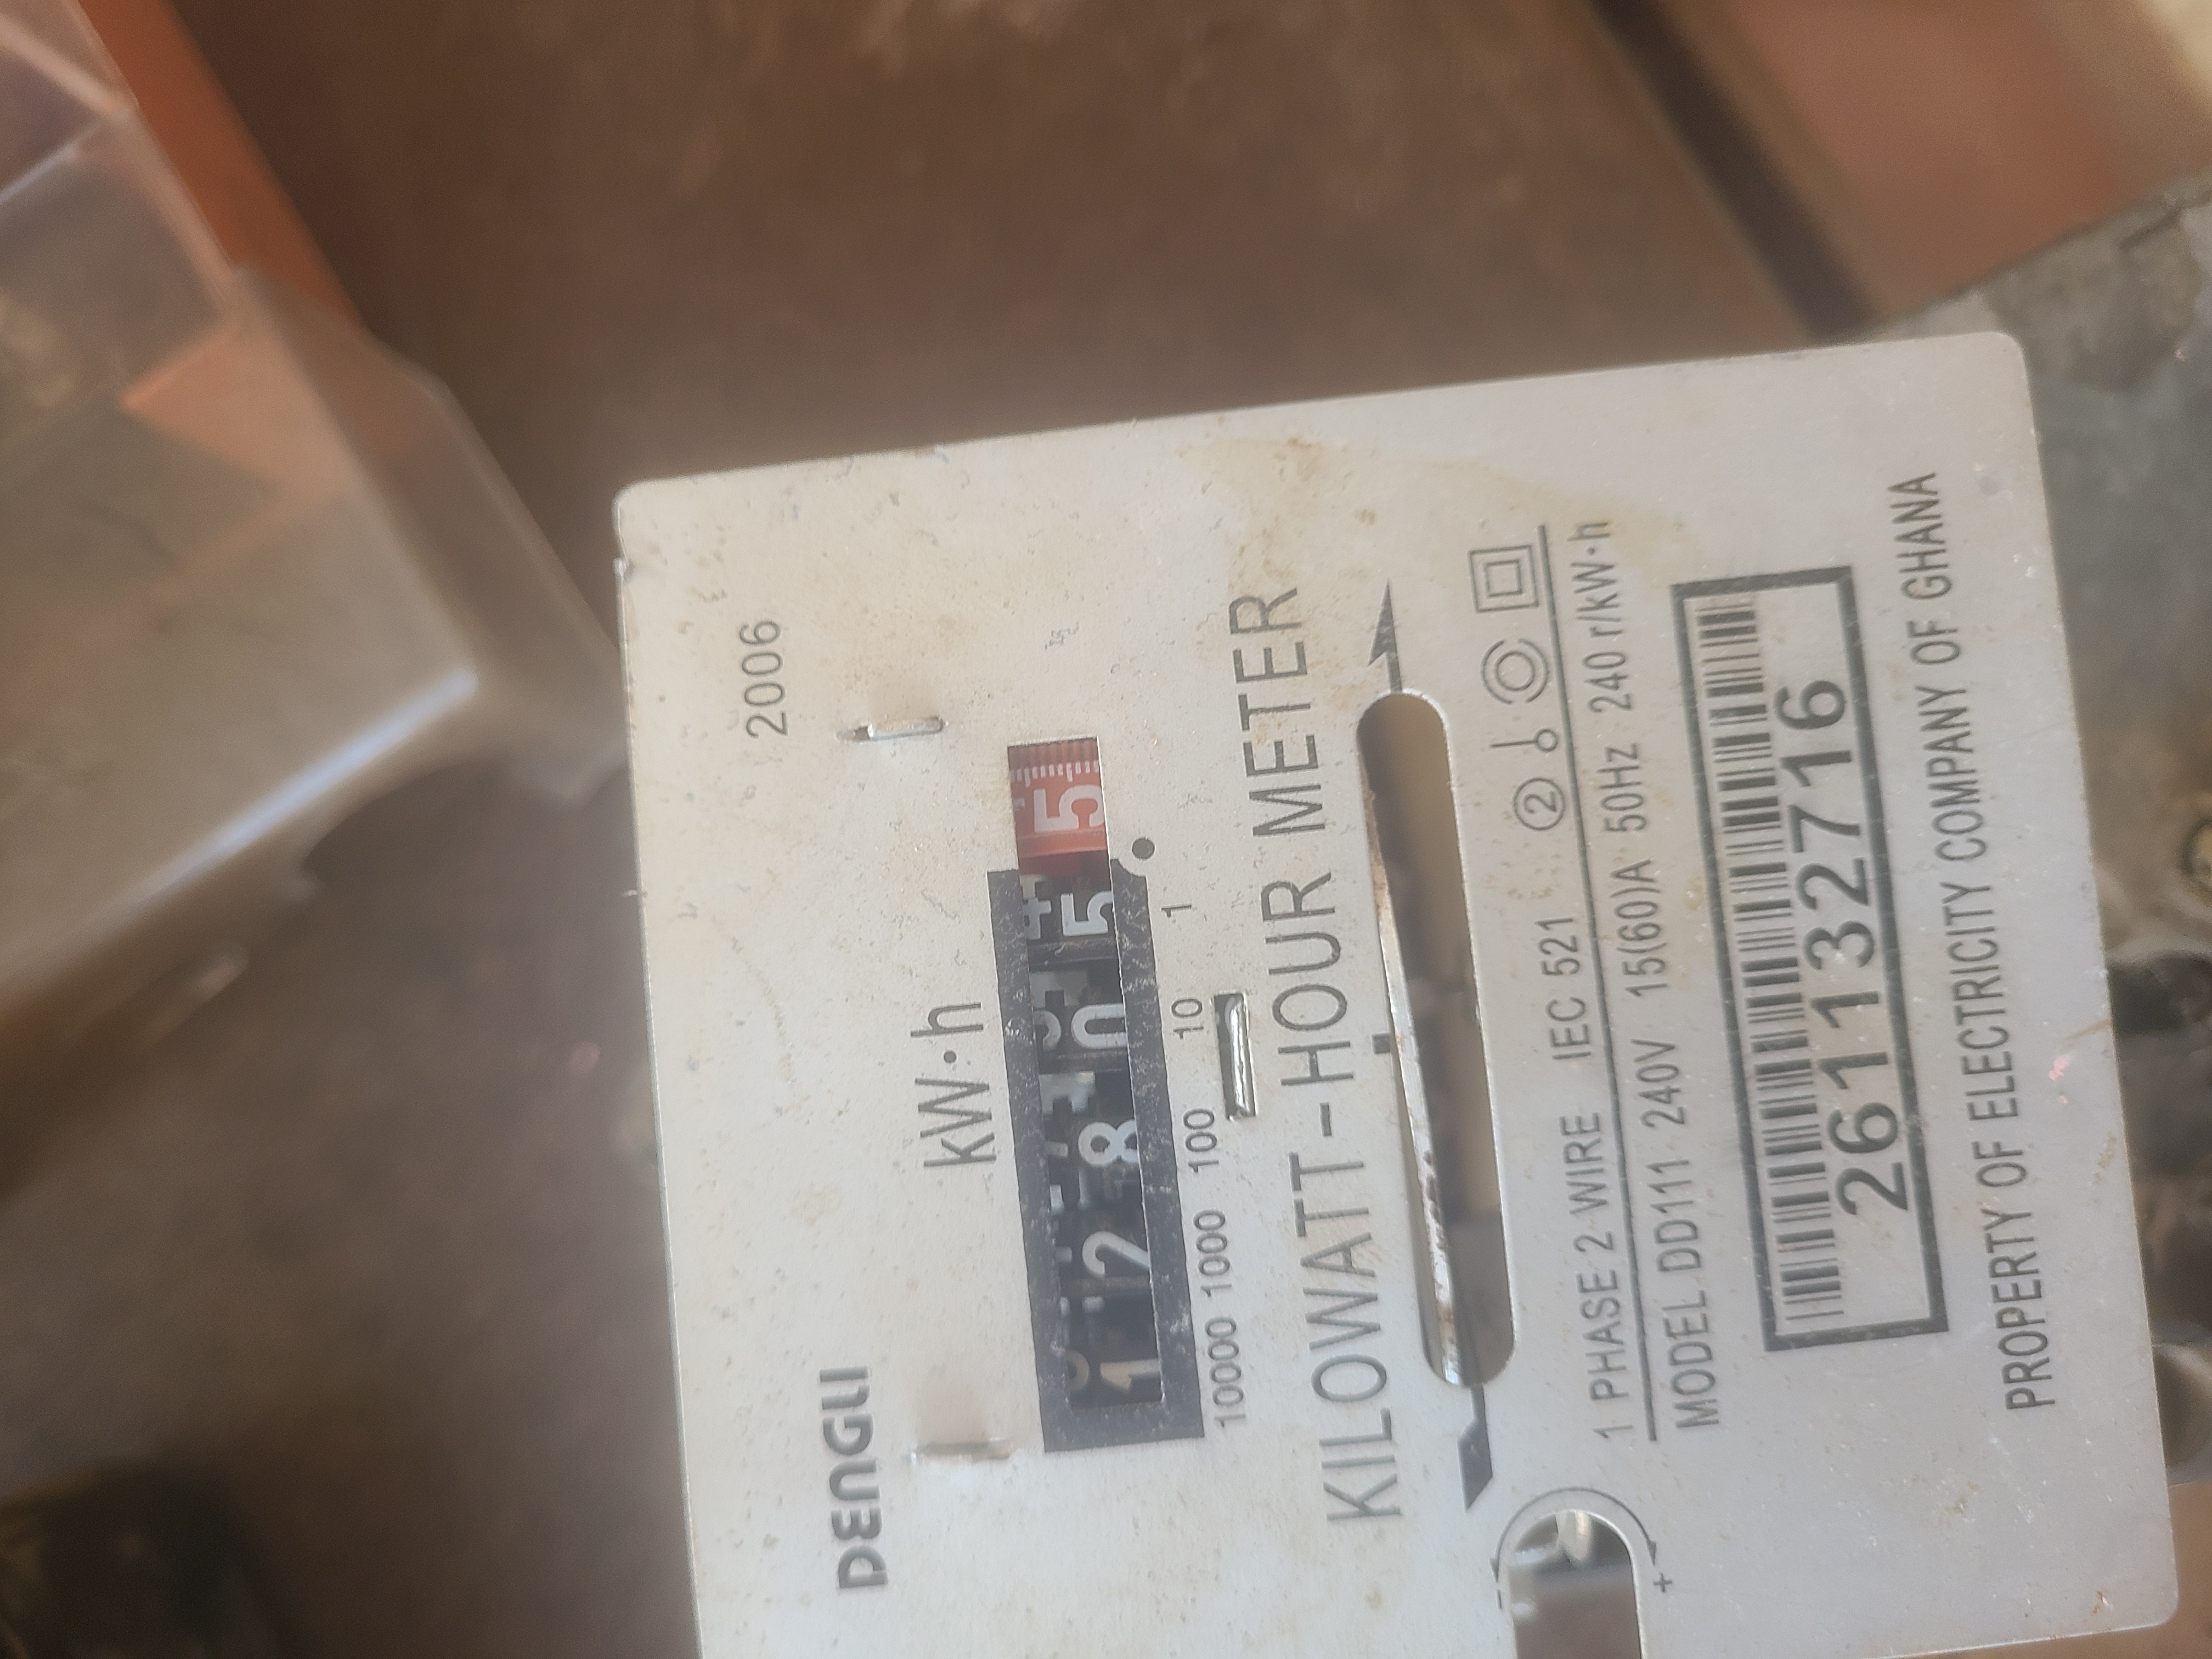 2006
DENGLI
kW·h
1 2 8 0 5 5
10000 1000 100 10 1
KILOWATT-HOUR METER
1 PHASE 2 WIRE IEC 521 2
MODEL DD111 240V 15(60)A 50Hz 240 r/kW·h
261132716
PROPERTY OF ELECTRICITY COMPANY OF GHANA
- +